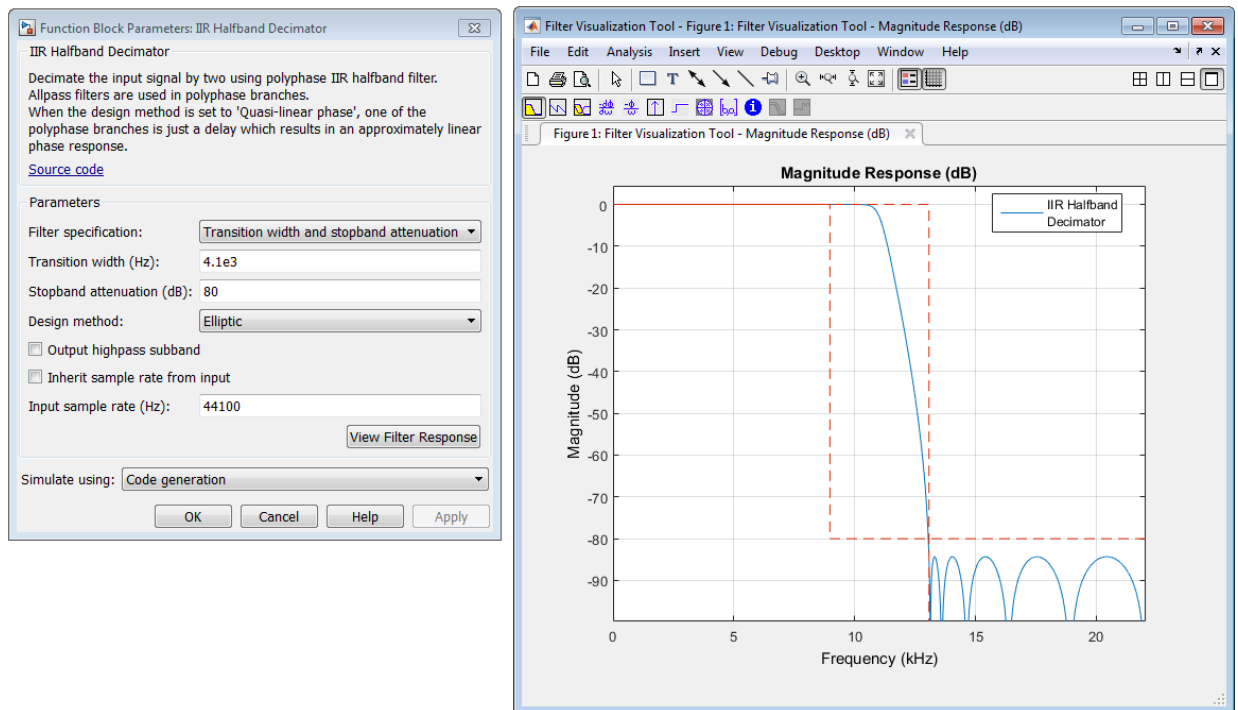 Function Block Parameters: IIR Halfband Decimator
IIR Halfband Decimator
Decimate the input signal by two using polyphase IIR halfband filter.
Allpass filters are used in polyphase branches.
When the design method is set to 'Quasi-linear phase', one of the
polyphase branches is just a delay which results in an approximately linear
phase response.
Source code
Parameters
Filter specification: Transition width and stopband attenuation
Transition width (Hz): 4.1e3
Stopband attenuation (dB): 80
Design method: Elliptic
Output highpass subband
Inherit sample rate from input
Input sample rate (Hz): 44100
View Filter Response
Simulate using: Code generation
OK Cancel Help Apply
Filter Visualization Tool - Figure 1: Filter Visualization Tool - Magnitude Response (dB)
File Edit Analysis Insert View Debug Desktop Window Help
Figure 1: Filter Visualization Tool - Magnitude Response (dB)
Magnitude Response (dB)
IIR Halfband
Decimator
Magnitude (dB)
0
-10
-20
-30
-40
-50
-60
-70
-80
-90
0 5 10 15 20
Frequency (kHz)